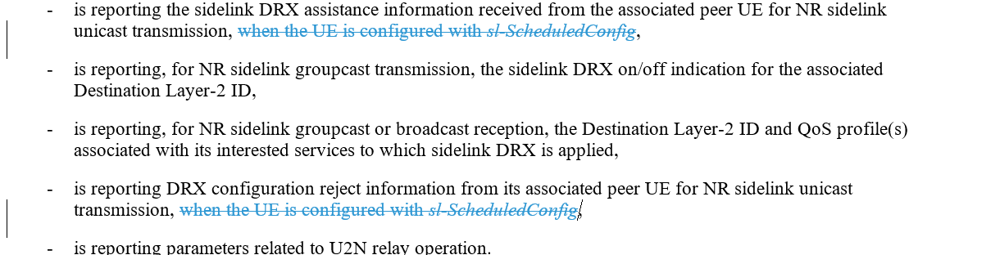 - is reporting the sidelink DRX assistance information received from the associated peer UE for NR sidelink
unicast transmission, when the UE is configured with sl-ScheduledConfig,
- is reporting, for NR sidelink groupcast transmission, the sidelink DRX on/off indication for the associated
Destination Layer-2 ID,
- is reporting, for NR sidelink groupcast or broadcast reception, the Destination Layer-2 ID and QoS profile(s)
associated with its interested services to which sidelink DRX is applied,
- is reporting DRX configuration reject information from its associated peer UE for NR sidelink unicast
transmission, when the UE is configured with sl-ScheduledConfig,
- is reporting parameters related to U2N relay operation.